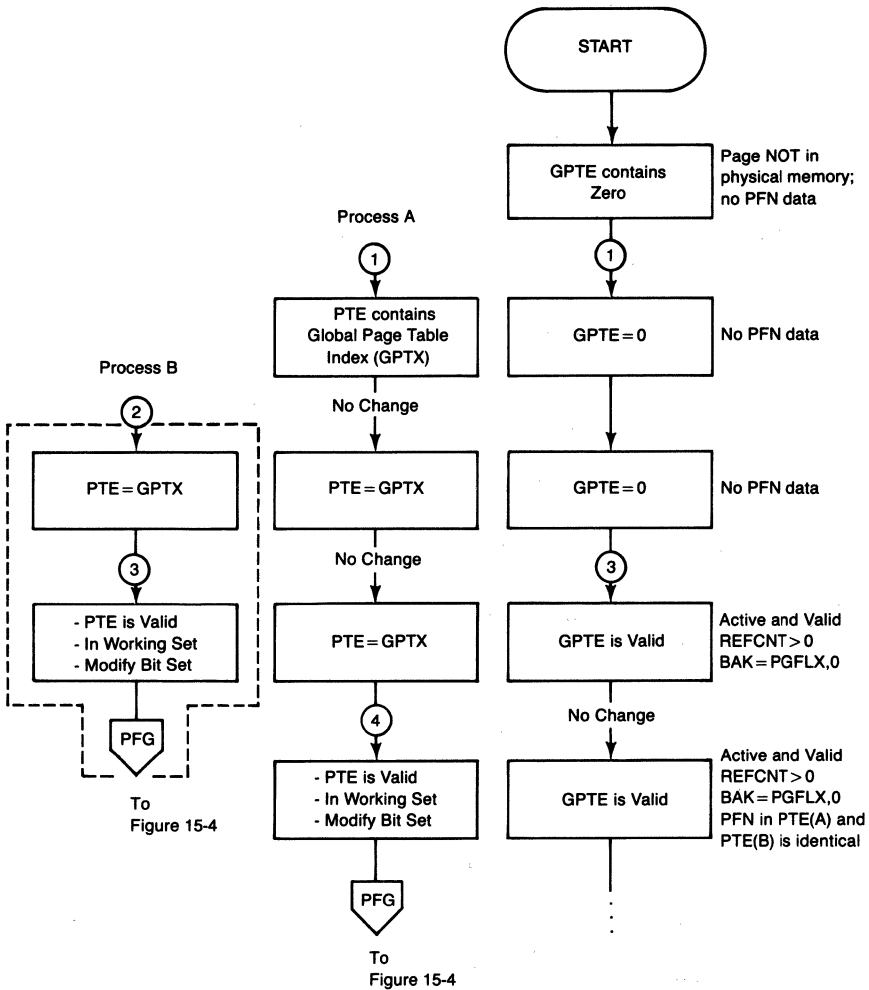 START
GPTE contains
Zero
Page NOT in
physical memory;
no PFN data
Process A
1
1
PTE contains
Global Page Table
Index (GPTX)
GPTE = 0
No PFN data
Process B
No Change
2
PTE = GPTX
PTE = GPTX
GPTE = 0
No PFN data
No Change
3
3
- PTE is Valid
- In Working Set
- Modify Bit Set
PTE = GPTX
GPTE is Valid
Active and Valid
REFCNT > 0
BAK = PGFLX,0
No Change
4
PFG
To
Figure 15-4
- PTE is Valid
- In Working Set
- Modify Bit Set
GPTE is Valid
Active and Valid
REFCNT > 0
BAK = PGFLX,0
PFN in PTE(A) and
PTE(B) is identical
PFG
To
Figure 15-4